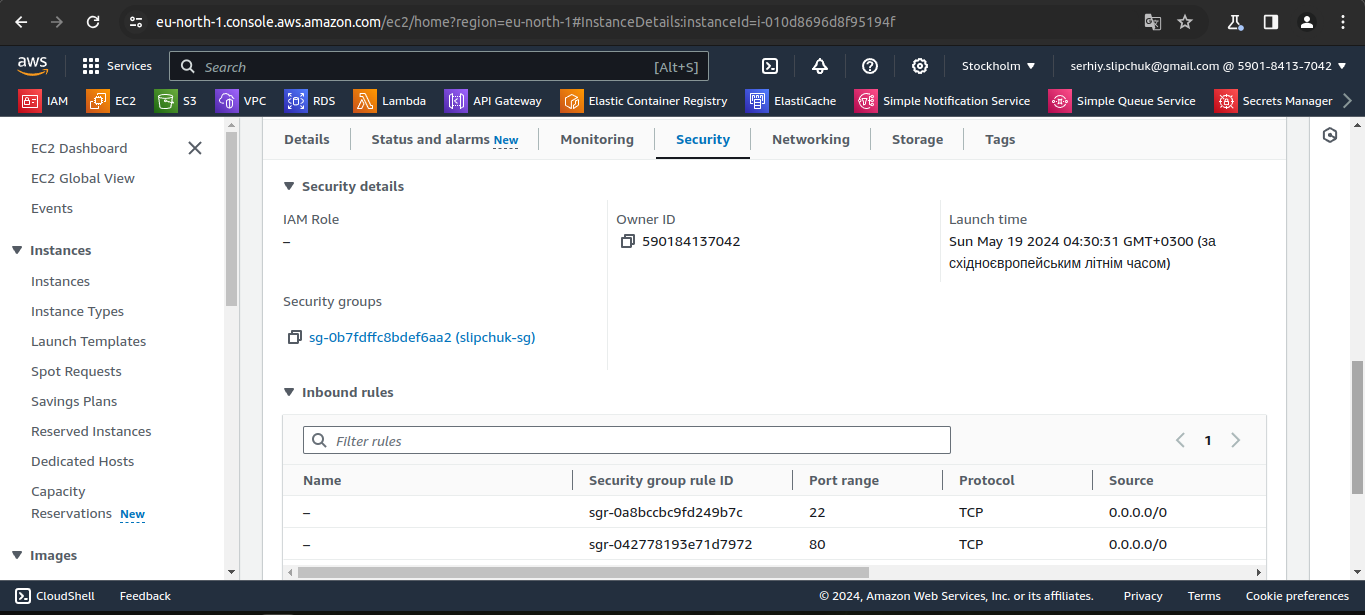 eu-north-1.console.aws.amazon.com/ec2/home?region=eu-north-1#InstanceDetails:instanceId=i-010d8696d8f95194f
aws Services Search [Alt+S] Stockholm serhiy.slipchuk@gmail.com @ 5901-8413-7042
IAM EC2 S3 VPC RDS Lambda API Gateway Elastic Container Registry ElastiCache Simple Notification Service Simple Queue Service Secrets Manager
EC2 Dashboard
EC2 Global View
Events
Instances
Instances
Instance Types
Launch Templates
Spot Requests
Savings Plans
Reserved Instances
Dedicated Hosts
Capacity
Reservations New
Images
Details Status and alarms New Monitoring Security Networking Storage Tags
Security details
IAM Role
–
Owner ID
590184137042
Launch time
Sun May 19 2024 04:30:31 GMT+0300 (за
східноєвропейським літнім часом)
Security groups
sg-0b7fdffc8bdef6aa2 (slipchuk-sg)
Inbound rules
Filter rules 1
Name Security group rule ID Port range Protocol Source
– sgr-0a8bccbc9fd249b7c 22 TCP 0.0.0.0/0
– sgr-042778193e71d7972 80 TCP 0.0.0.0/0
CloudShell Feedback © 2024, Amazon Web Services, Inc. or its affiliates. Privacy Terms Cookie preferences